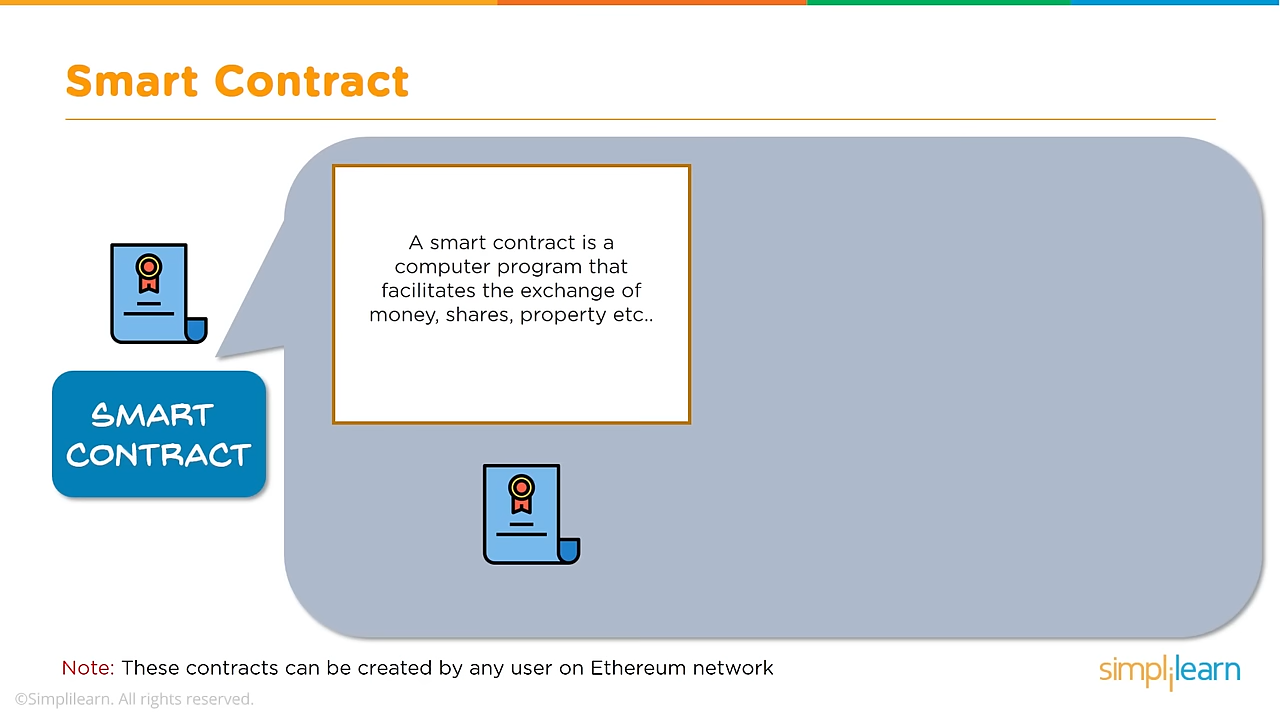 Smart Contract
A smart contract is a
computer program that
facilitates the exchange of
money, shares, property etc..
SMART
CONTRACT
Note: These contracts can be created by any user on Ethereum network
simplilearn
©Simplilearn. All rights reserved.